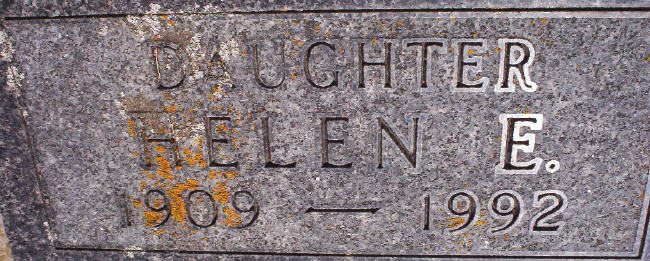 DAUGHTER
HELEN E.
1909 — 1992